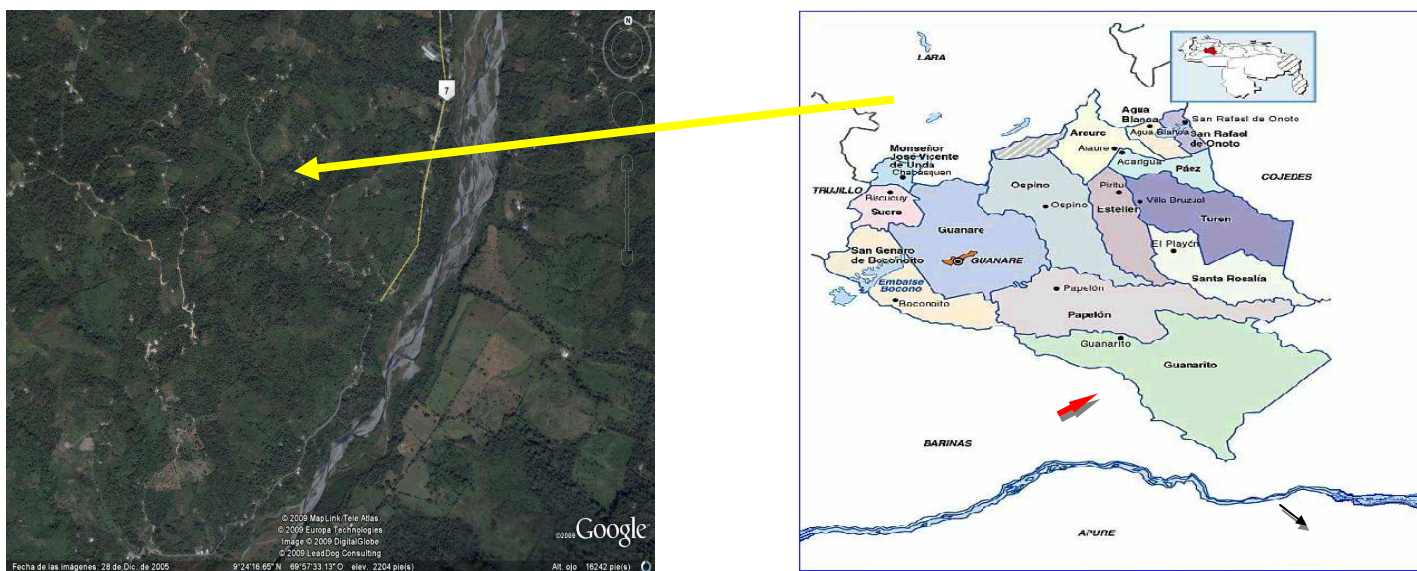 N
7
© 2009 MapLink/Tele Atlas
© 2009 Europa Technologies
Image © 2009 DigitalGlobe
© 2009 LeadDog Consulting
©2009 Google
Fecha de las imágenes: 28 de Dic. de 2005
9°24'16.65" N 69°57'33.13" O elev. 2204 pie(s)
Alt. ojo 16242 pie(s)
LARA
Agua
Blanca
San Rafael de Onoto
Araure
Agua Blanca
San Rafael
de Onoto
Araure
Acarigua
Páez
COJEDES
Monseñor
José Vicente
de Unda
Chabasquen
TRUJILLO
Biscucuy
Sucre
Ospino
Ospino
Piritu
Esteller
Villa Bruzual
Turen
Guanare
GUANARE
El Playón
Santa Rosalía
San Genaro
de Boconoito
Embalse
Bocono
Boconoito
Papelón
Papelón
Guanarito
Guanarito
BARINAS
APURE